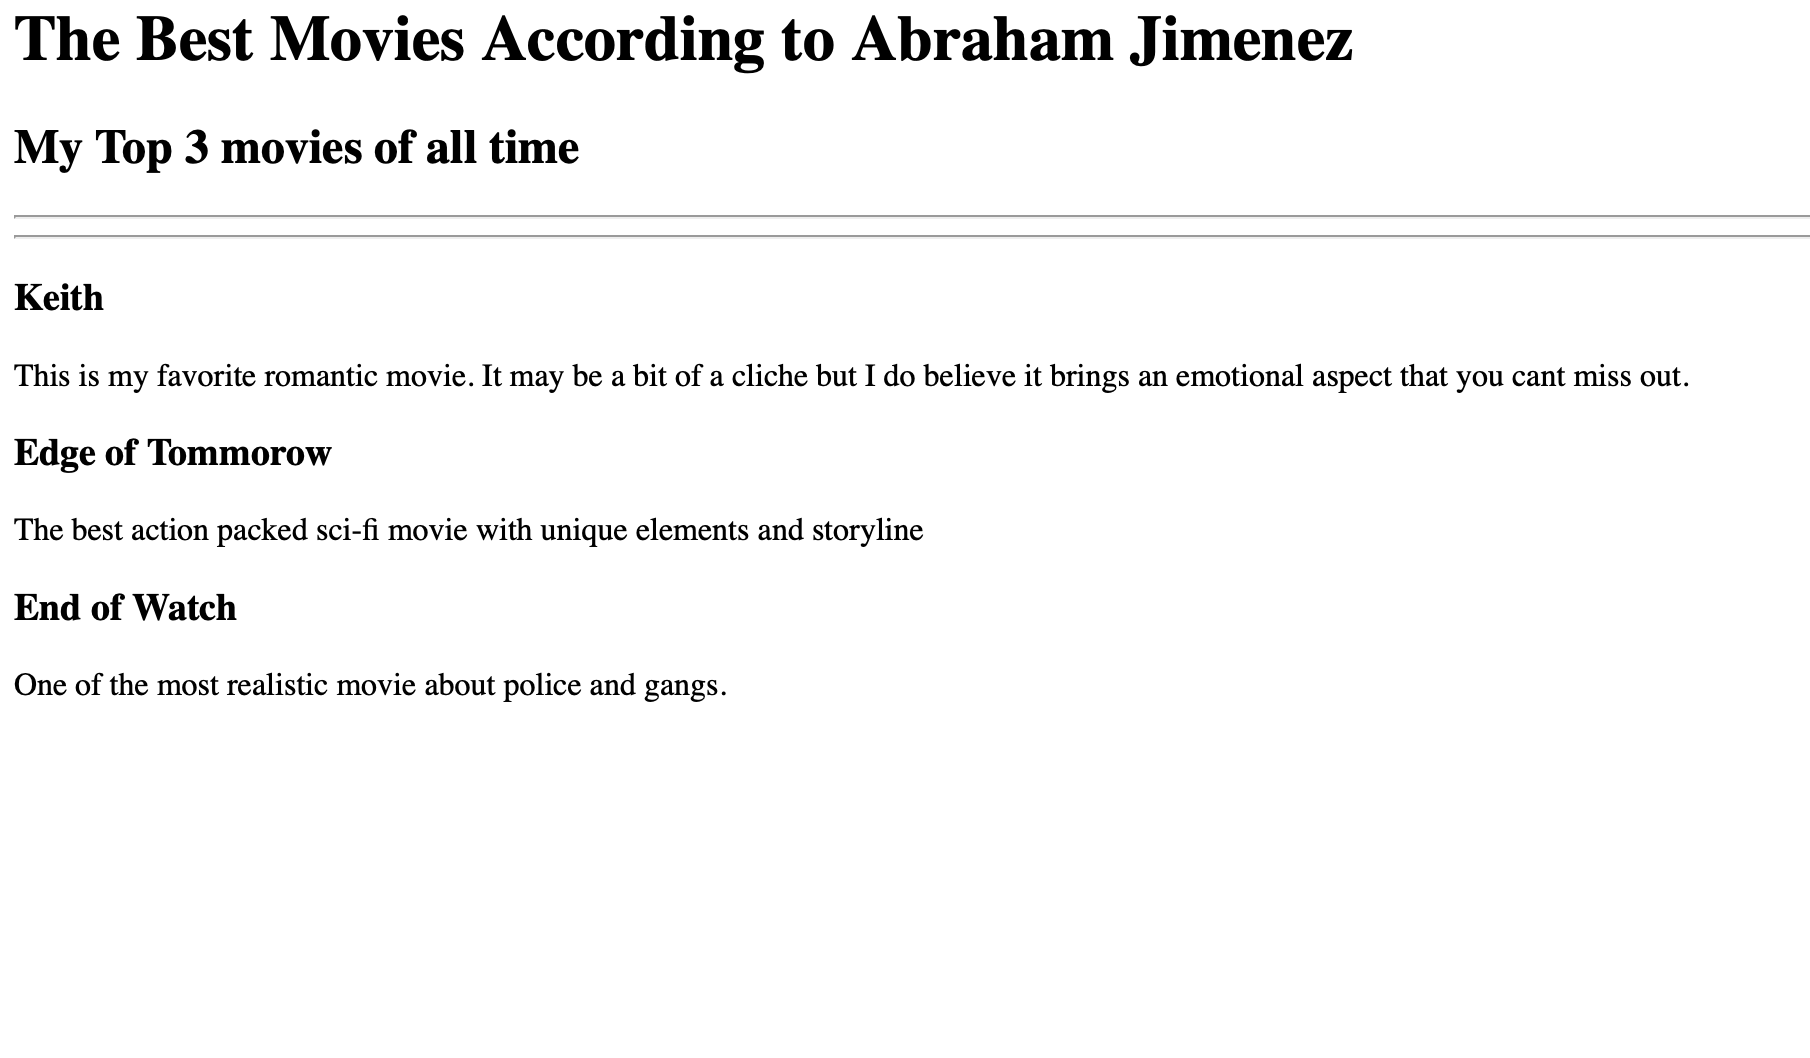 The Best Movies According to Abraham Jimenez
My Top 3 movies of all time
Keith
This is my favorite romantic movie. It may be a bit of a cliche but I do believe it brings an emotional aspect that you cant miss out.
Edge of Tommorow
The best action packed sci-fi movie with unique elements and storyline
End of Watch
One of the most realistic movie about police and gangs.